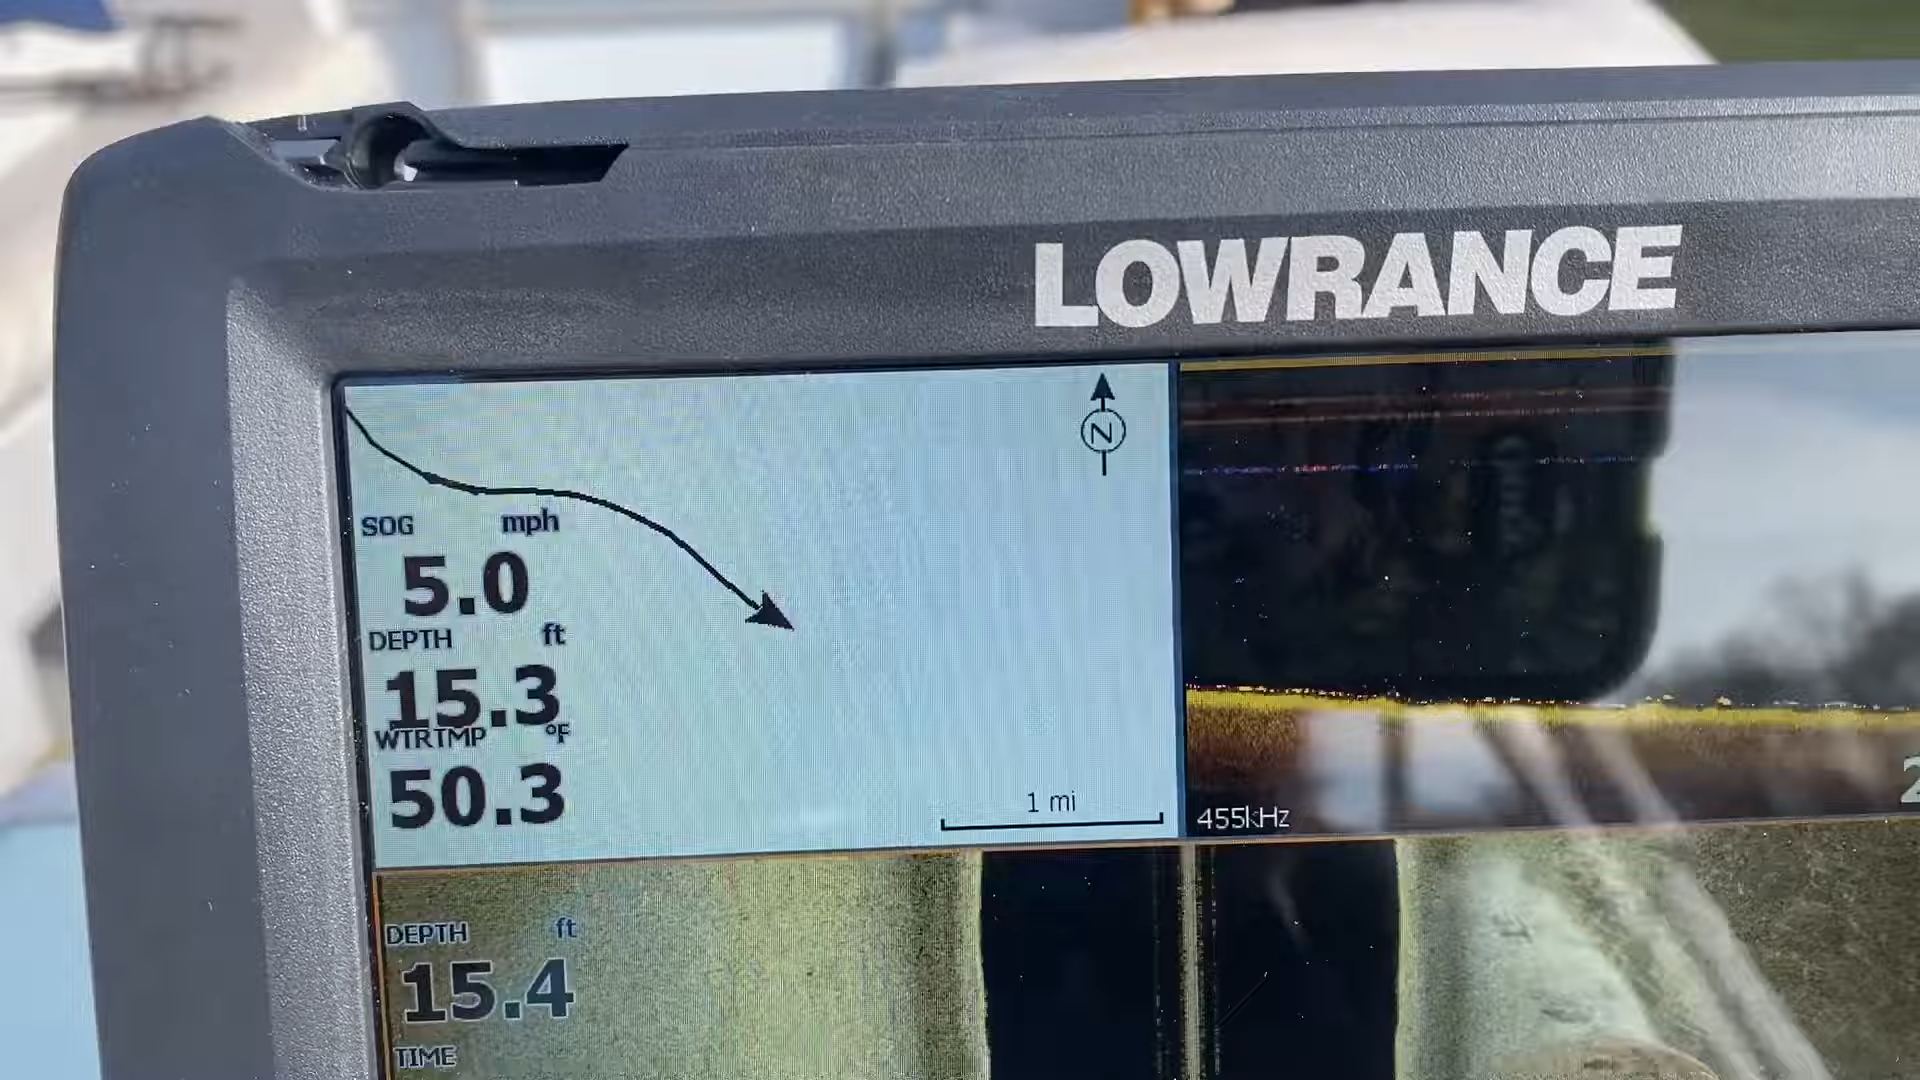 LOWRANCE
N
SOG mph
5.0
DEPTH ft
15.3
WTRTMP °F
50.3
1 mi
455kHz
2
DEPTH ft
15.4
TIME